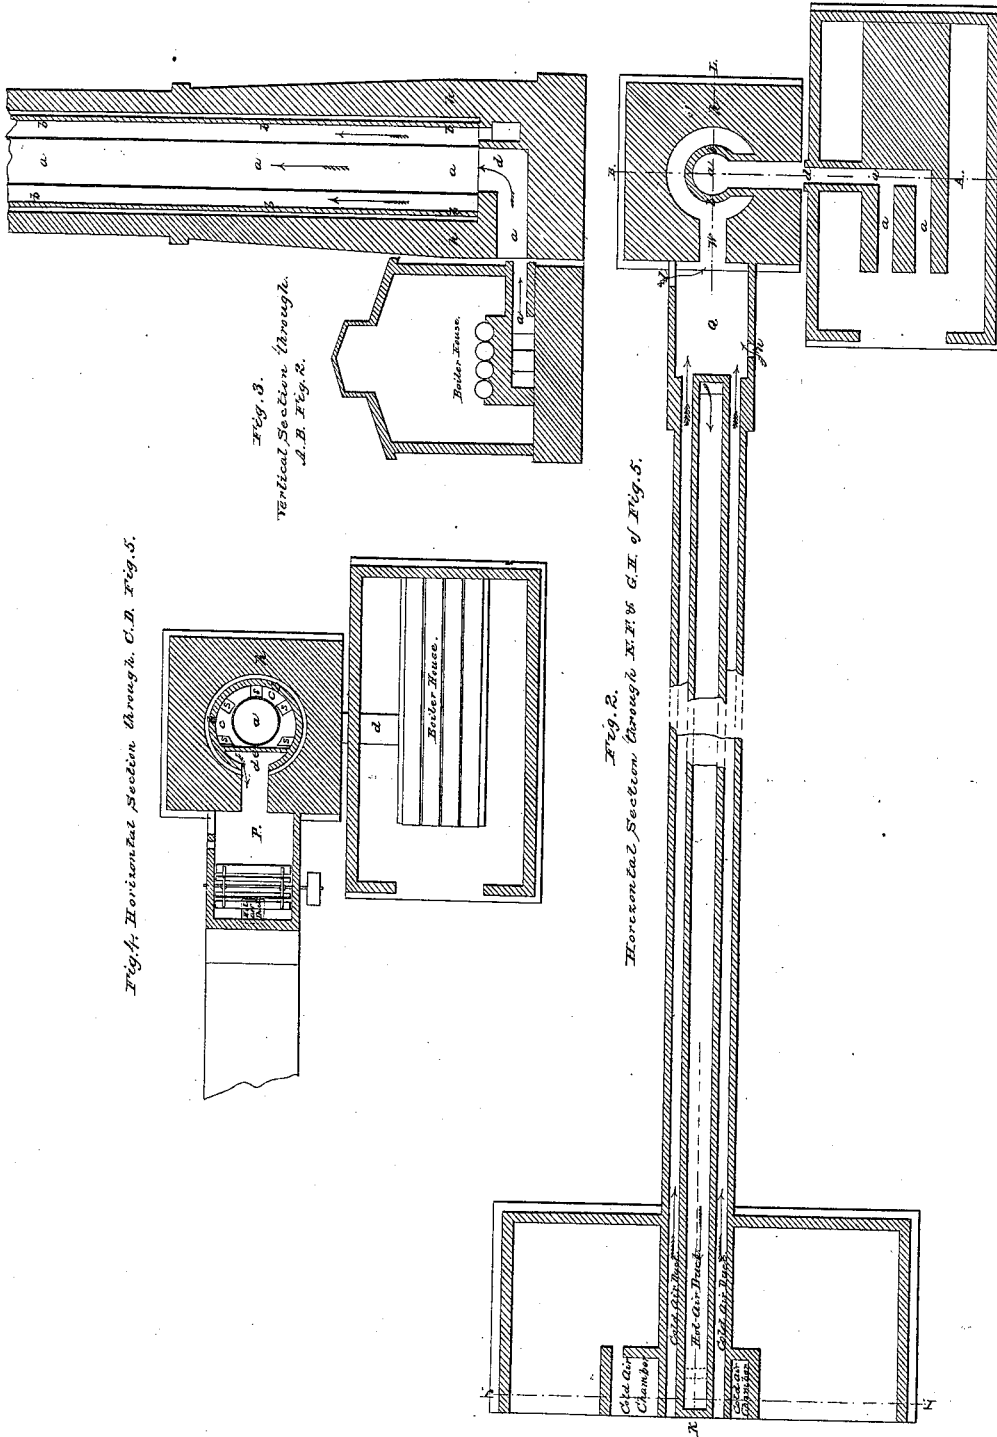 Fig. 3.
Vertical Section through
A.B. Fig. 2.
Boiler House.
a
a
a
b
b
b
b
b
b
h
h
d
a
a
Fig. 4. Horizontal Section through. C.D. Fig. 5.
P.
a
c
c
s
s
s
s
h
d
Boiler House.
Fig. 2.
Horizontal Section through E.F. & G.H. of Fig. 5.
B.
L.
A.
Q.
h
a
d
a
a
a
Cold Air Duct
Hot Air Duct
Cold Air Duct
Cold Air
Chamber
Cold Air
Chamber
K